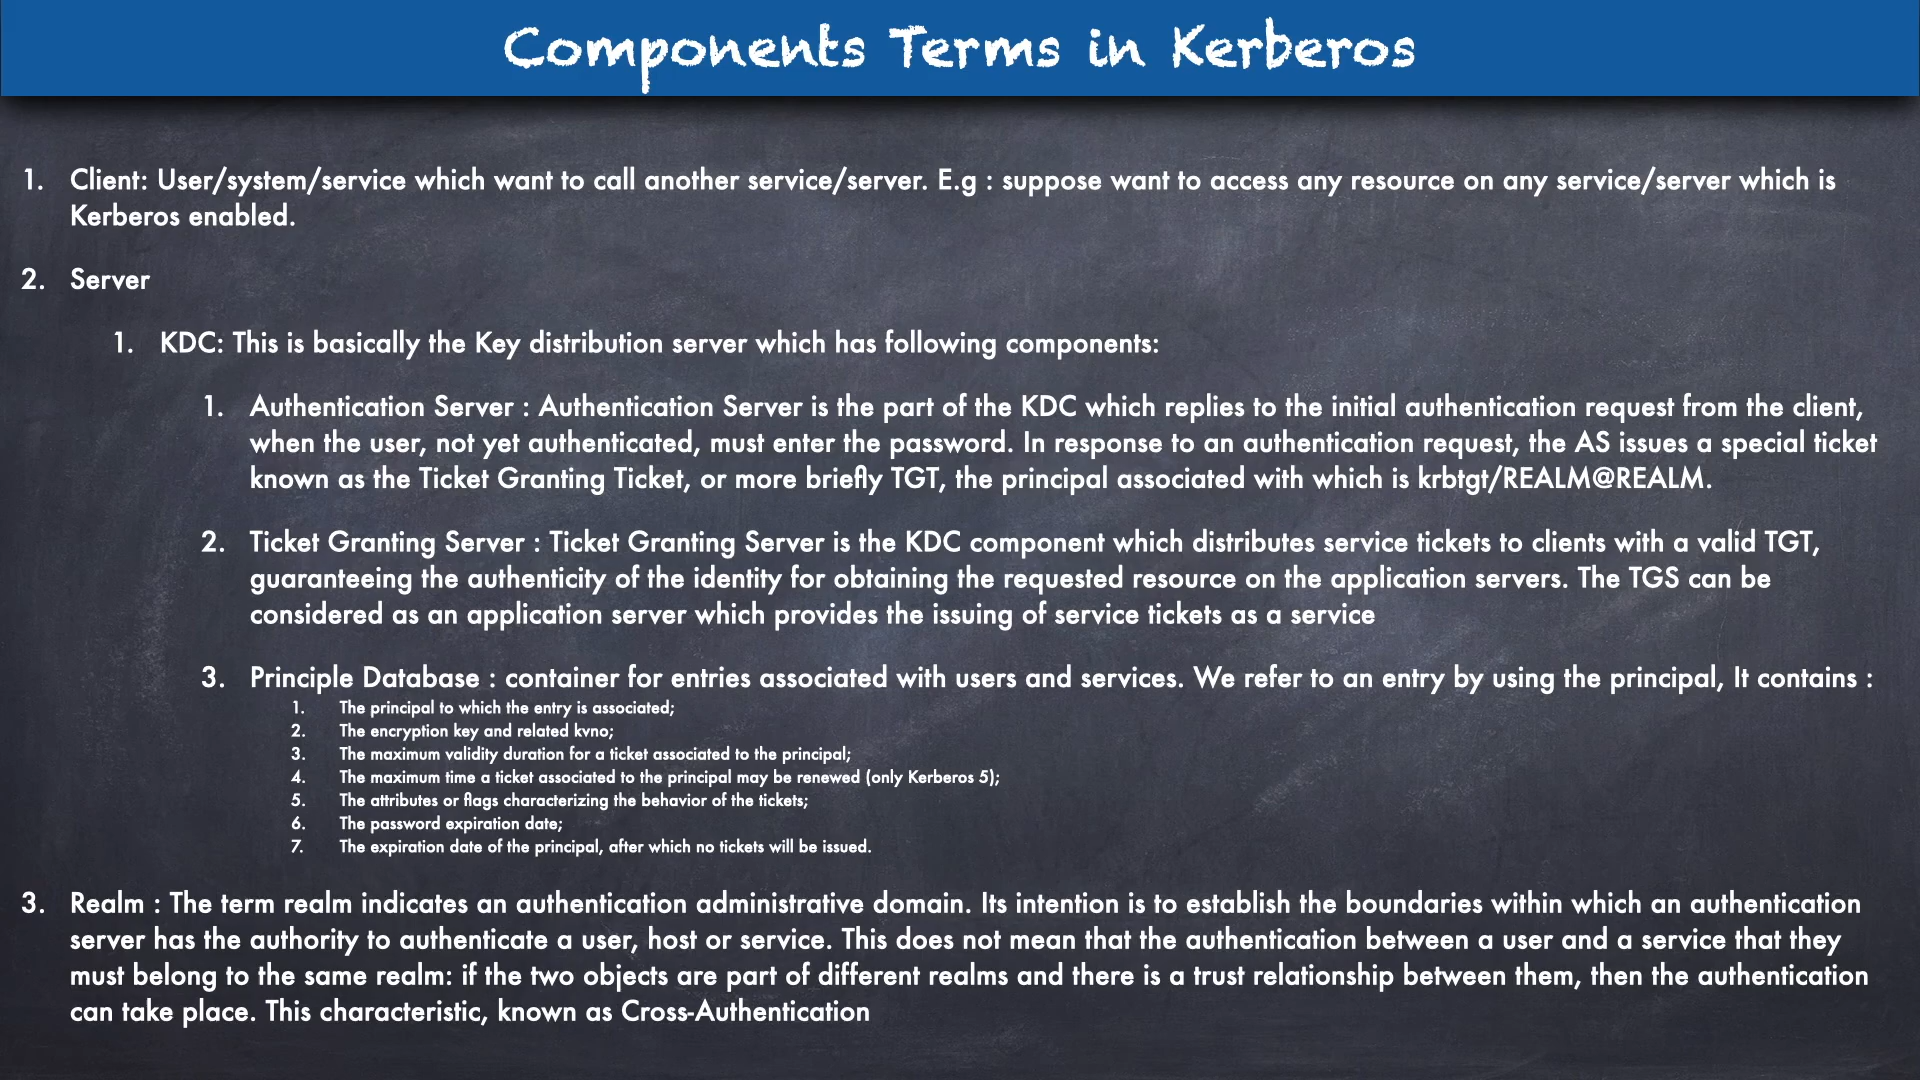 Components Terms in Kerberos
1. Client: User/system/service which want to call another service/server. E.g : suppose want to access any resource on any service/server which is
Kerberos enabled.
2. Server
1. KDC: This is basically the Key distribution server which has following components:
1. Authentication Server : Authentication Server is the part of the KDC which replies to the initial authentication request from the client,
when the user, not yet authenticated, must enter the password. In response to an authentication request, the AS issues a special ticket
known as the Ticket Granting Ticket, or more briefly TGT, the principal associated with which is krbtgt/REALM@REALM.
2. Ticket Granting Server : Ticket Granting Server is the KDC component which distributes service tickets to clients with a valid TGT,
guaranteeing the authenticity of the identity for obtaining the requested resource on the application servers. The TGS can be
considered as an application server which provides the issuing of service tickets as a service
3. Principle Database : container for entries associated with users and services. We refer to an entry by using the principal, It contains :
1. The principal to which the entry is associated;
2. The encryption key and related kvno;
3. The maximum validity duration for a ticket associated to the principal;
4. The maximum time a ticket associated to the principal may be renewed (only Kerberos 5);
5. The attributes or flags characterizing the behavior of the tickets;
6. The password expiration date;
7. The expiration date of the principal, after which no tickets will be issued.
3. Realm : The term realm indicates an authentication administrative domain. Its intention is to establish the boundaries within which an authentication
server has the authority to authenticate a user, host or service. This does not mean that the authentication between a user and a service that they
must belong to the same realm: if the two objects are part of different realms and there is a trust relationship between them, then the authentication
can take place. This characteristic, known as Cross-Authentication